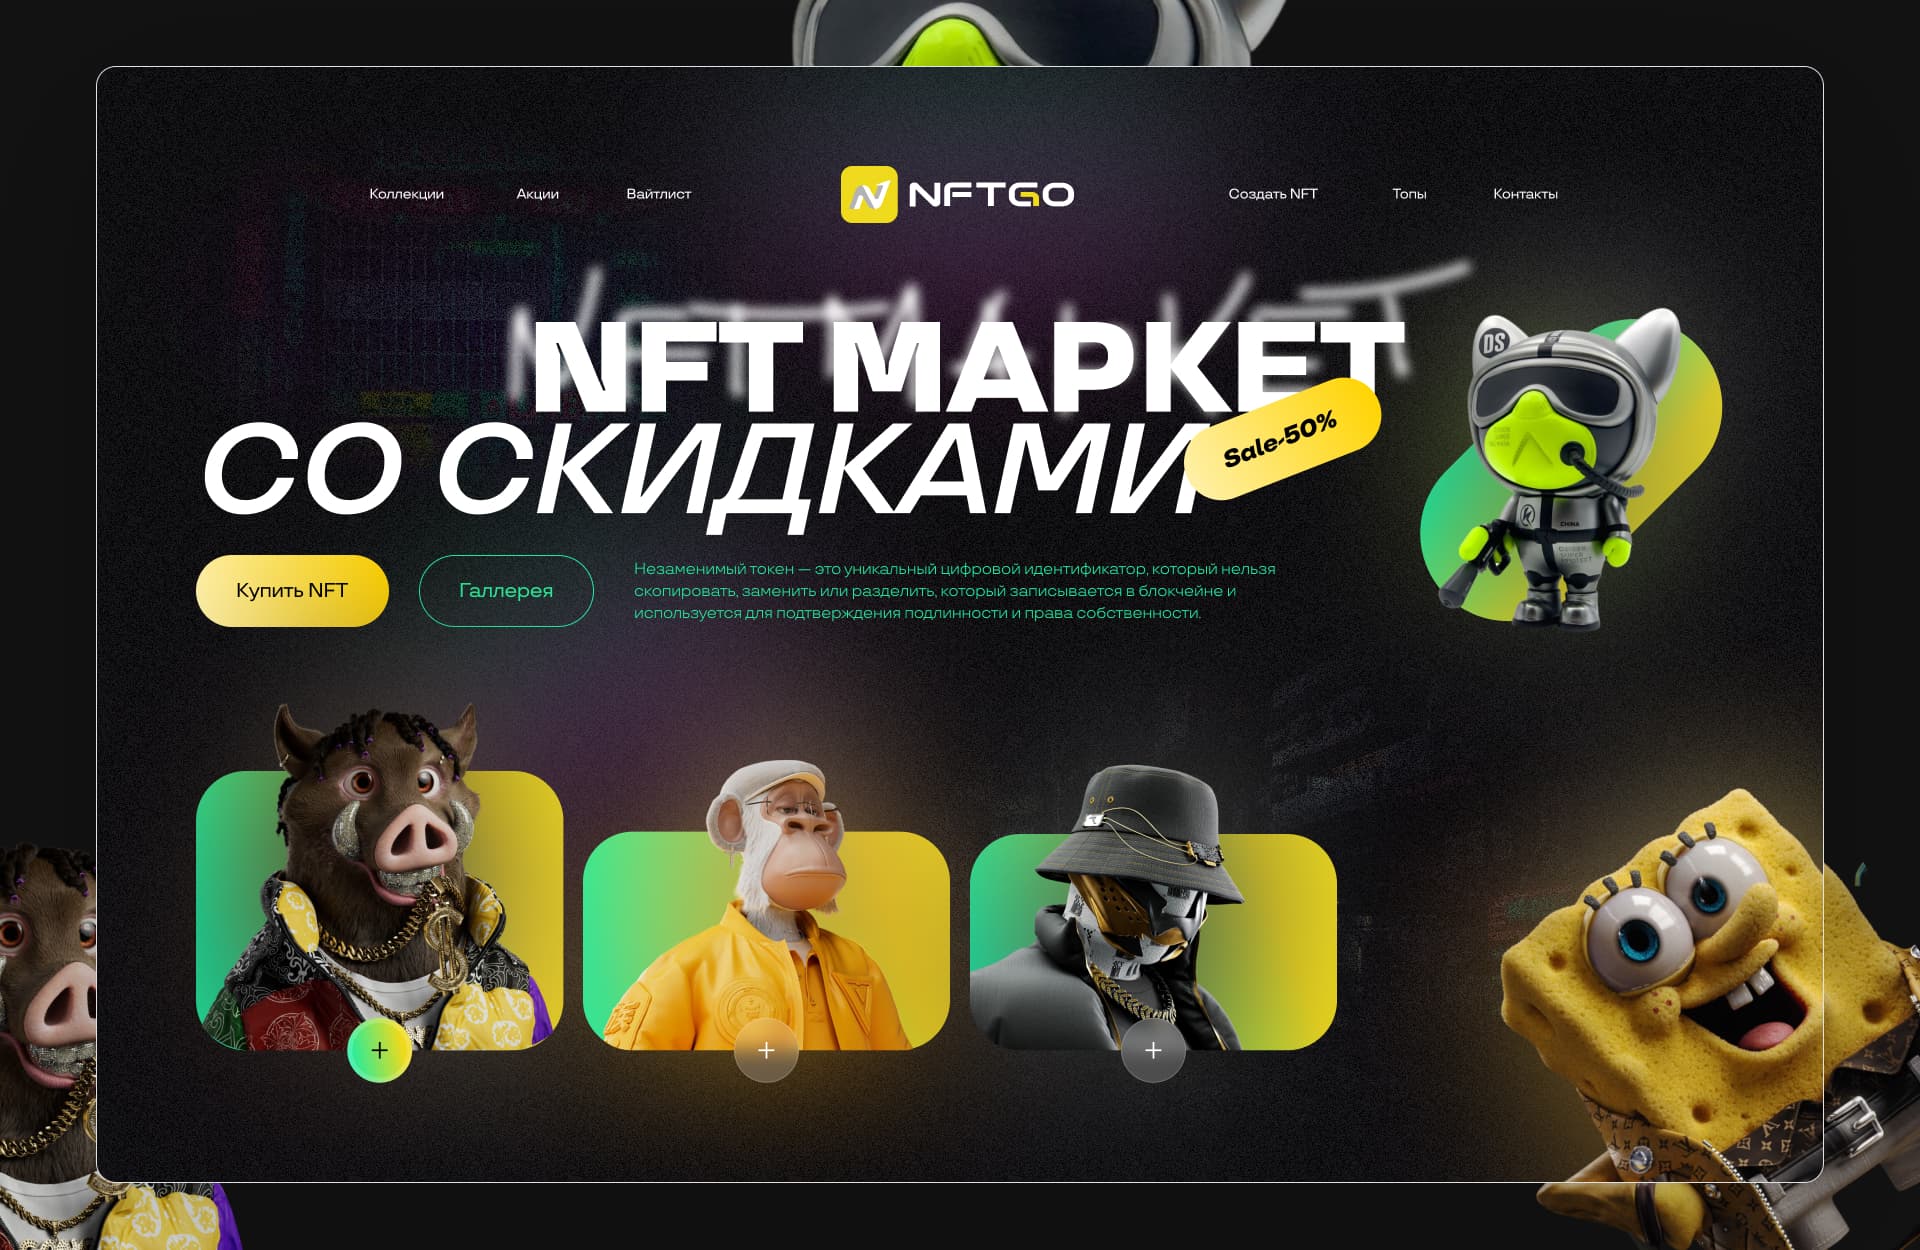 Коллекции
Акции
Вайтлист
NFTGO
Создать NFT
Топы
Контакты
NFT МАРКЕТ
СО СКИДКАМИ
Sale-50%
DS
CHINA
Купить NFT
Галлерея
Незаменимый токен — это уникальный цифровой идентификатор, который нельзя
скопировать, заменить или разделить, который записывается в блокчейне и
используется для подтверждения подлинности и права собственности.